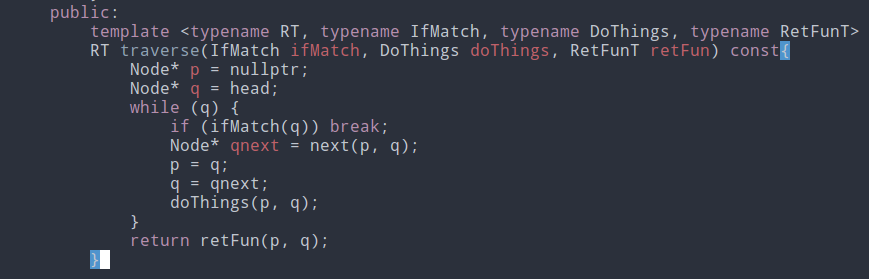 public:
template <typename RT, typename IfMatch, typename DoThings, typename RetFunT>
RT traverse(IfMatch ifMatch, DoThings doThings, RetFunT retFun) const{
Node* p = nullptr;
Node* q = head;
while (q) {
if (ifMatch(q)) break;
Node* qnext = next(p, q);
p = q;
q = qnext;
doThings(p, q);
}
return retFun(p, q);
}